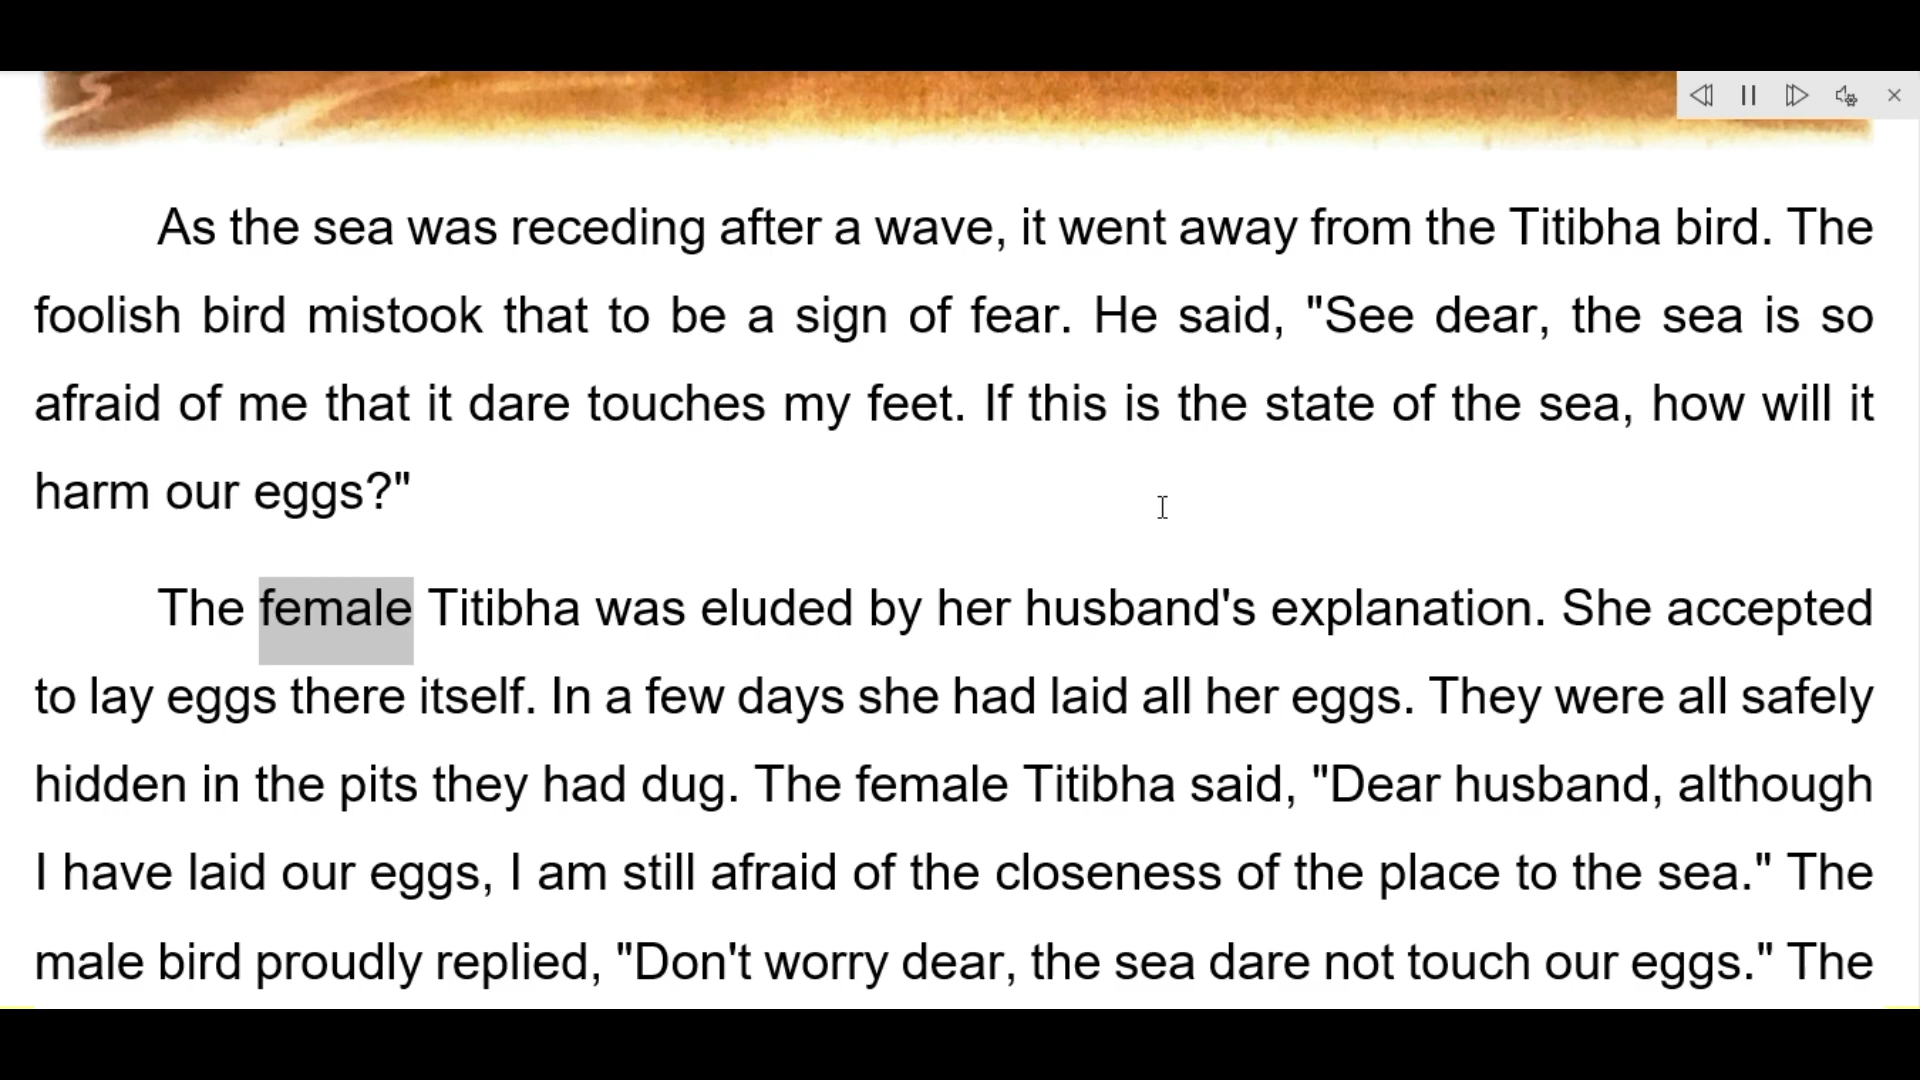 As the sea was receding after a wave, it went away from the Titibha bird. The
foolish bird mistook that to be a sign of fear. He said, "See dear, the sea is so
afraid of me that it dare touches my feet. If this is the state of the sea, how will it
harm our eggs?"
The female Titibha was eluded by her husband's explanation. She accepted
to lay eggs there itself. In a few days she had laid all her eggs. They were all safely
hidden in the pits they had dug. The female Titibha said, "Dear husband, although
I have laid our eggs, I am still afraid of the closeness of the place to the sea." The
male bird proudly replied, "Don't worry dear, the sea dare not touch our eggs." The